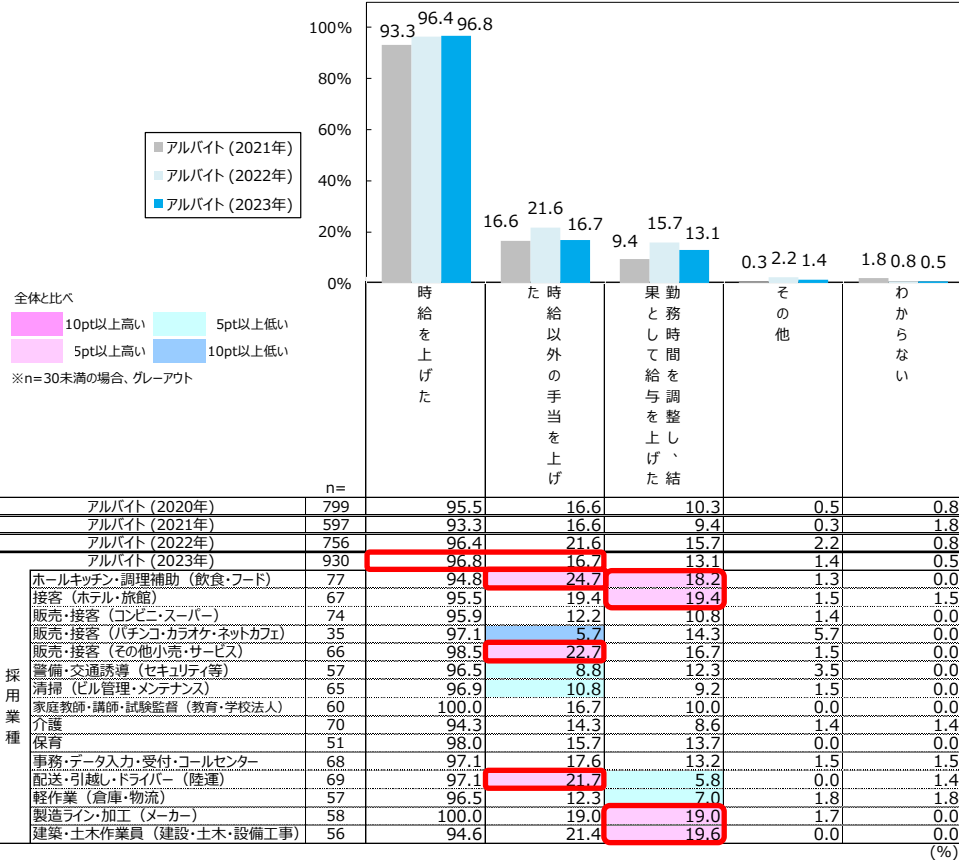 100%
80%
60%
40%
20%
0%
93.3 96.4 96.8
16.6 21.6 16.7
9.4 15.7 13.1
0.3 2.2 1.4
1.8 0.8 0.5
アルバイト (2021年)
アルバイト (2022年)
アルバイト (2023年)
全体と比べ
10pt以上高い 5pt以上低い
5pt以上高い 10pt以上低い
※n=30未満の場合、グレーアウト
時給を上げた
時給以外の手当を上げ
た
勤務時間を調整し、結
果として給与を上げた
その他
わからない
n=
アルバイト (2020年) 799 95.5 16.6 10.3 0.5 0.8
アルバイト (2021年) 597 93.3 16.6 9.4 0.3 1.8
アルバイト (2022年) 756 96.4 21.6 15.7 2.2 0.8
アルバイト (2023年) 930 96.8 16.7 13.1 1.4 0.5
採用業種
ホールキッチン・調理補助（飲食・フード） 77 94.8 24.7 18.2 1.3 0.0
接客（ホテル・旅館） 67 95.5 19.4 19.4 1.5 1.5
販売・接客（コンビニ・スーパー） 74 95.9 12.2 10.8 1.4 0.0
販売・接客（パチンコ・カラオケ・ネットカフェ） 35 97.1 5.7 14.3 5.7 0.0
販売・接客（その他小売・サービス） 66 98.5 22.7 16.7 1.5 0.0
警備・交通誘導（セキュリティ等） 57 96.5 8.8 12.3 3.5 0.0
清掃（ビル管理・メンテナンス） 65 96.9 10.8 9.2 1.5 0.0
家庭教師・講師・試験監督（教育・学校法人） 60 100.0 16.7 10.0 0.0 0.0
介護 70 94.3 14.3 8.6 1.4 1.4
保育 51 98.0 15.7 13.7 0.0 0.0
事務・データ入力・受付・コールセンター 68 97.1 17.6 13.2 1.5 1.5
配送・引越し・ドライバー（陸運） 69 97.1 21.7 5.8 0.0 1.4
軽作業（倉庫・物流） 57 96.5 12.3 7.0 1.8 1.8
製造ライン・加工（メーカー） 58 100.0 19.0 19.0 1.7 0.0
建築・土木作業員（建設・土木・設備工事） 56 94.6 21.4 19.6 0.0 0.0
(%)